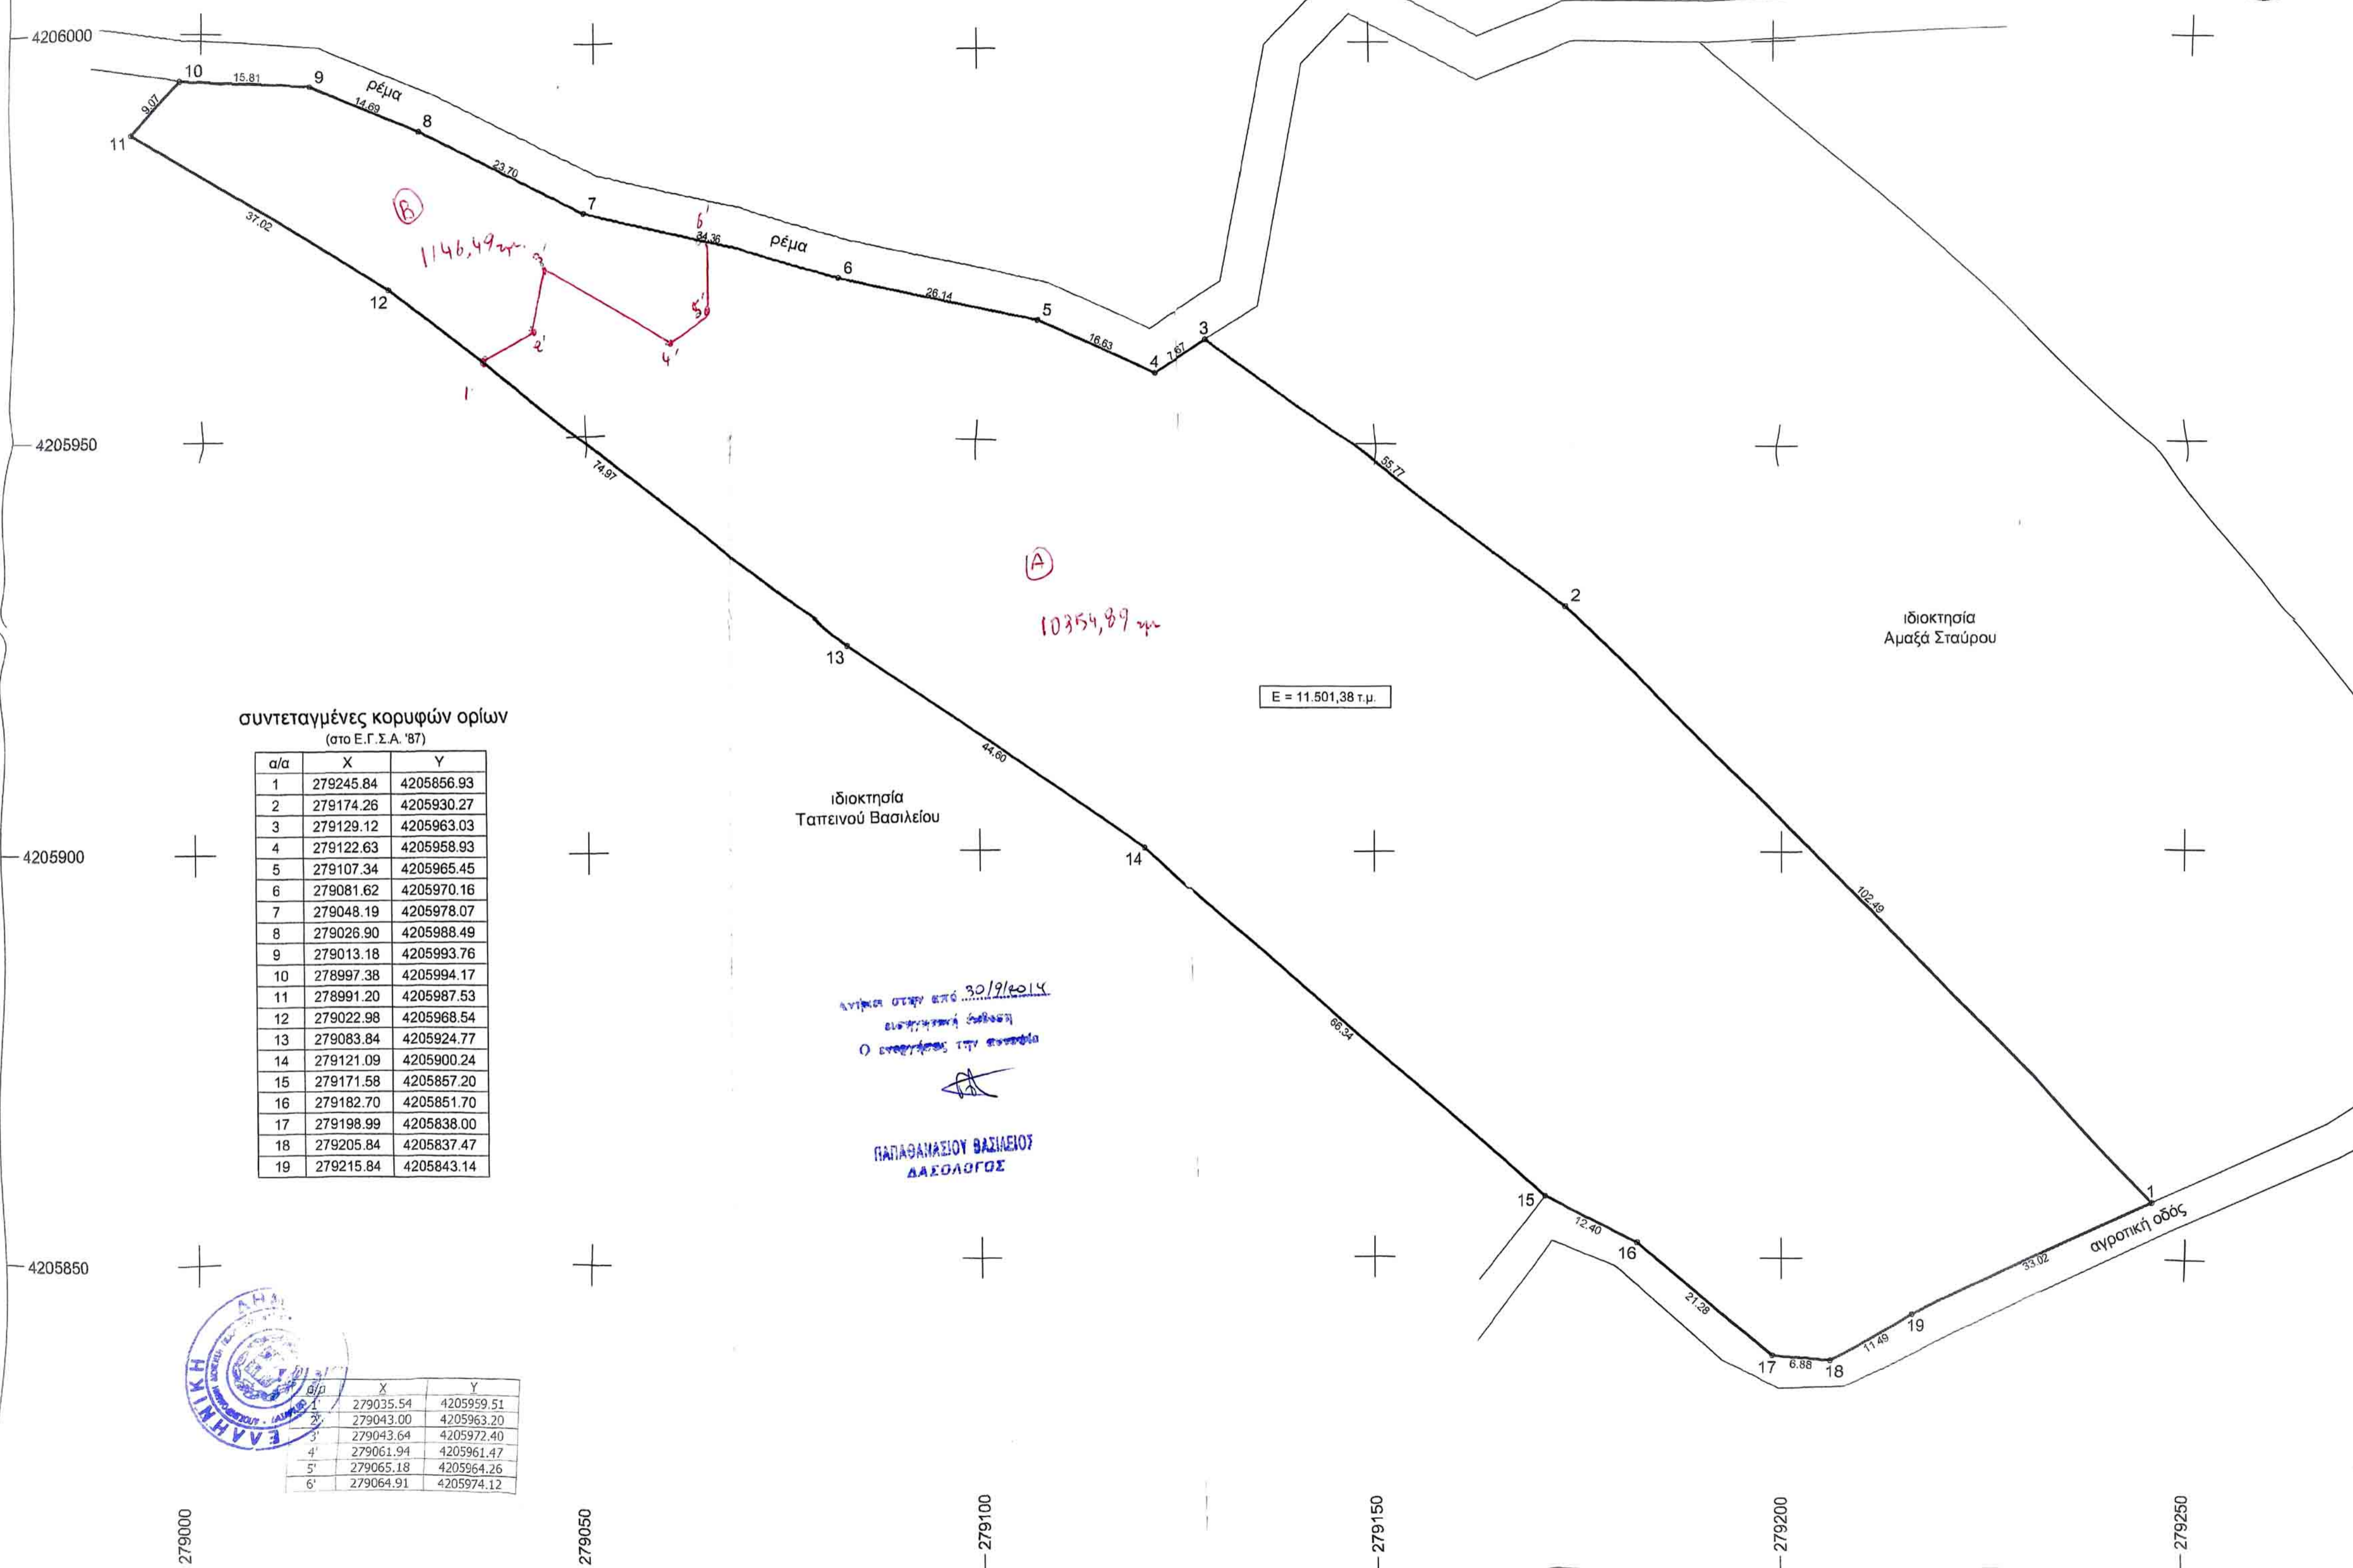 4206000
10
15.81
9
ρέμα
14.69
8
9.07
11
23.70
7
37.02
Β
1146,49 τμ.
6'
34.36
ρέμα
6
26.14
5
3
7.67
16.63
4
3'
5'
4'
2'
12
1'
4205950
74.97
55.77
Α
10354,89 τμ
2
ιδιοκτησία
Αμαξά Σταύρου
13
Ε = 11.501,38 τ.μ.
44.60
συντεταγμένες κορυφών ορίων
(στο Ε.Γ.Σ.Α. '87)
α/α X Y
1 279245.84 4205856.93
2 279174.26 4205930.27
3 279129.12 4205963.03
4 279122.63 4205958.93
5 279107.34 4205965.45
6 279081.62 4205970.16
7 279048.19 4205978.07
8 279026.90 4205988.49
9 279013.18 4205993.76
10 278997.38 4205994.17
11 278991.20 4205987.53
12 279022.98 4205968.54
13 279083.84 4205924.77
14 279121.09 4205900.24
15 279171.58 4205857.20
16 279182.70 4205851.70
17 279198.99 4205838.00
18 279205.84 4205837.47
19 279215.84 4205843.14
ιδιοκτησία
Ταπεινού Βασιλείου
4205900
14
102.49
στην από 30/9/2014
Ο την
ΠΑΠΑΘΑΝΑΣΙΟΥ ΒΑΣΙΛΕΙΟΣ
ΔΑΣΟΛΟΓΟΣ
66.34
15
12.40
16
21.28
17
6.88
18
11.49
19
33.02
1
αγροτική οδός
4205850
ΕΛΛΗΝΙΚΗ
α/α X Y
1' 279035.54 4205959.51
2' 279043.00 4205963.20
3' 279043.64 4205972.40
4' 279061.94 4205961.47
5' 279065.18 4205964.26
6' 279064.91 4205974.12
279000
279050
279100
279150
279200
279250